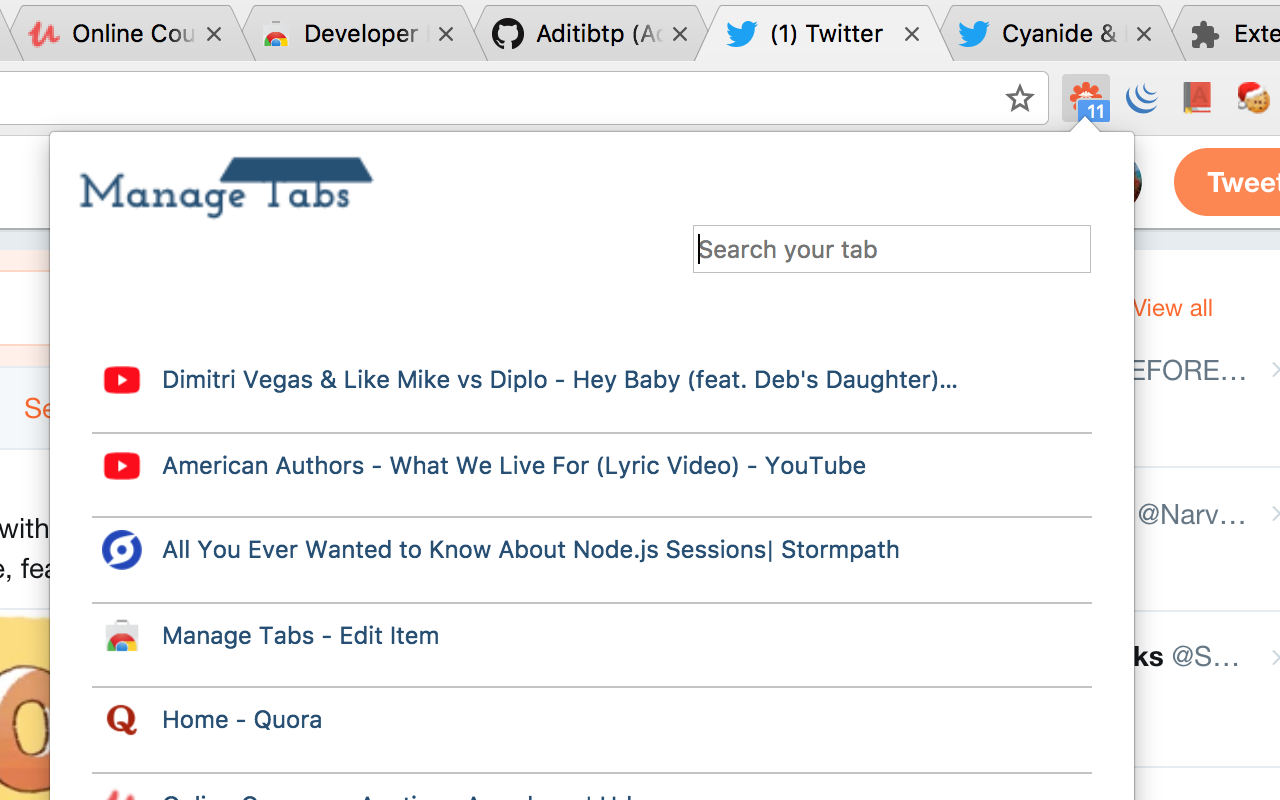 Online Cou
Developer
Aditibtp (Ac
(1) Twitter
Cyanide &
Exte
11
Manage Tabs
Tweet
Search your tab
View all
Dimitri Vegas & Like Mike vs Diplo - Hey Baby (feat. Deb's Daughter)...
EFORE...
Se
American Authors - What We Live For (Lyric Video) - YouTube
@Narv...
with
All You Ever Wanted to Know About Node.js Sessions| Stormpath
e, fea
Manage Tabs - Edit Item
ks @S...
Home - Quora